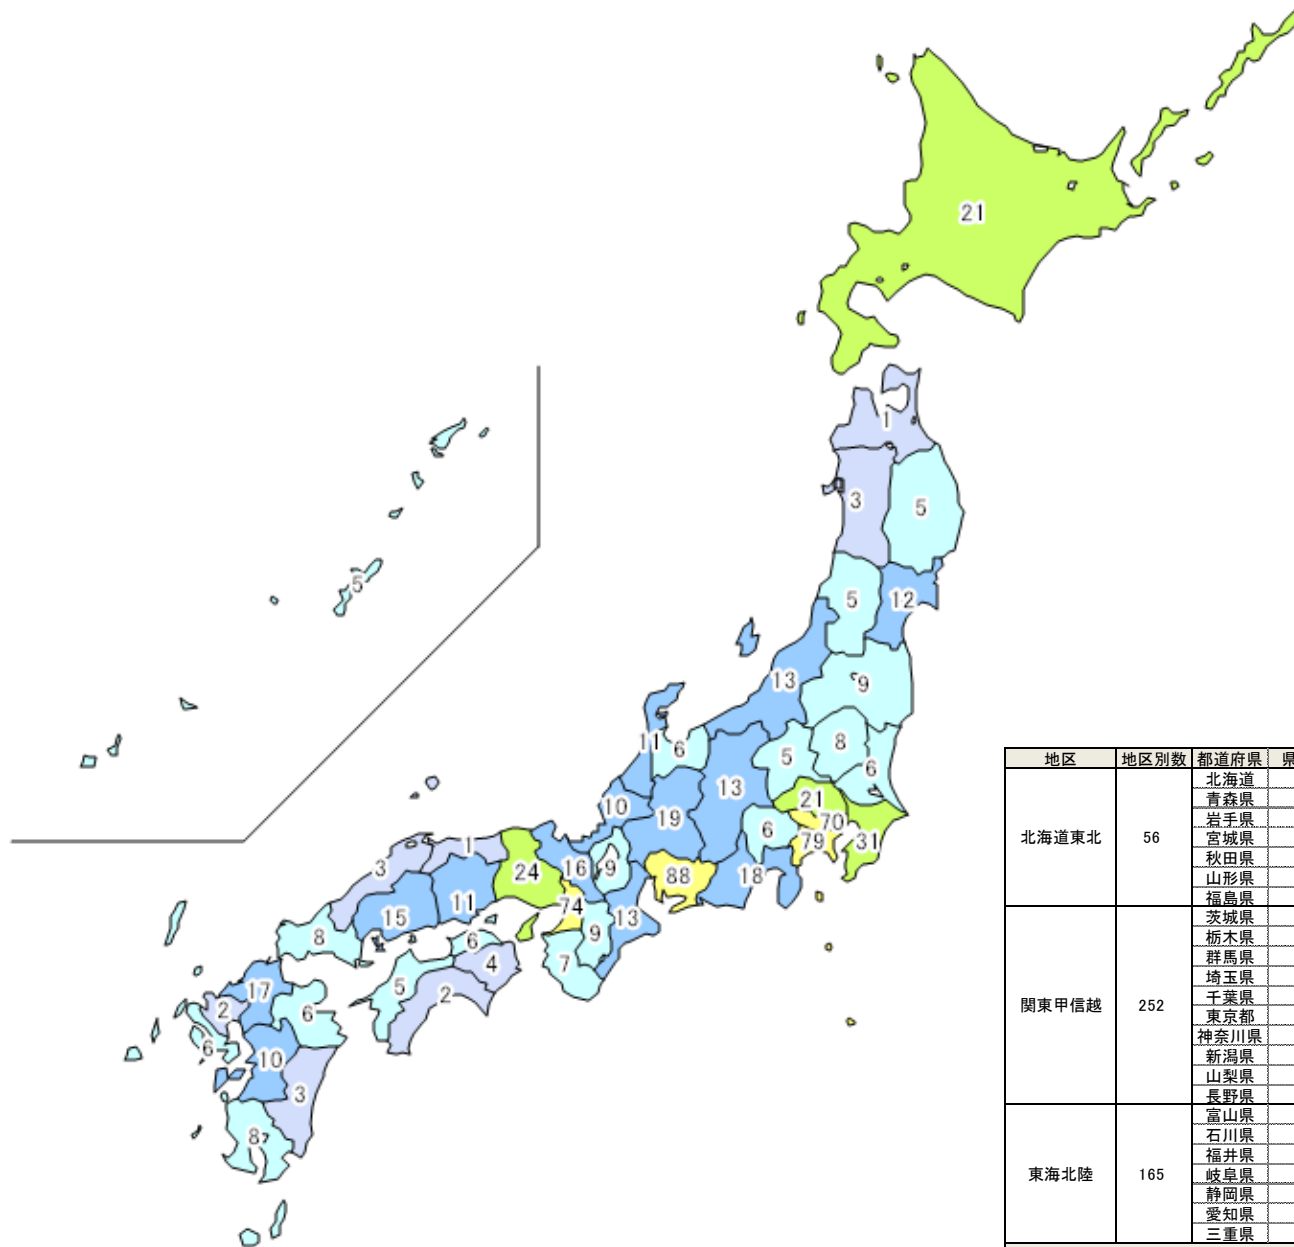 21
1
3
5
5
5
12
13
9
11
6
5
8
6
13
10
19
21
70
6
79
31
1
3
24
16
9
88
18
11
15
74
13
8
6
9
7
4
5
2
17
2
6
6
10
3
8
地区 地区別数 都道府県 県
北海道東北 56 北海道
青森県
岩手県
宮城県
秋田県
山形県
福島県
関東甲信越 252 茨城県
栃木県
群馬県
埼玉県
千葉県
東京都
神奈川県
新潟県
山梨県
長野県
東海北陸 165 富山県
石川県
福井県
岐阜県
静岡県
愛知県
三重県